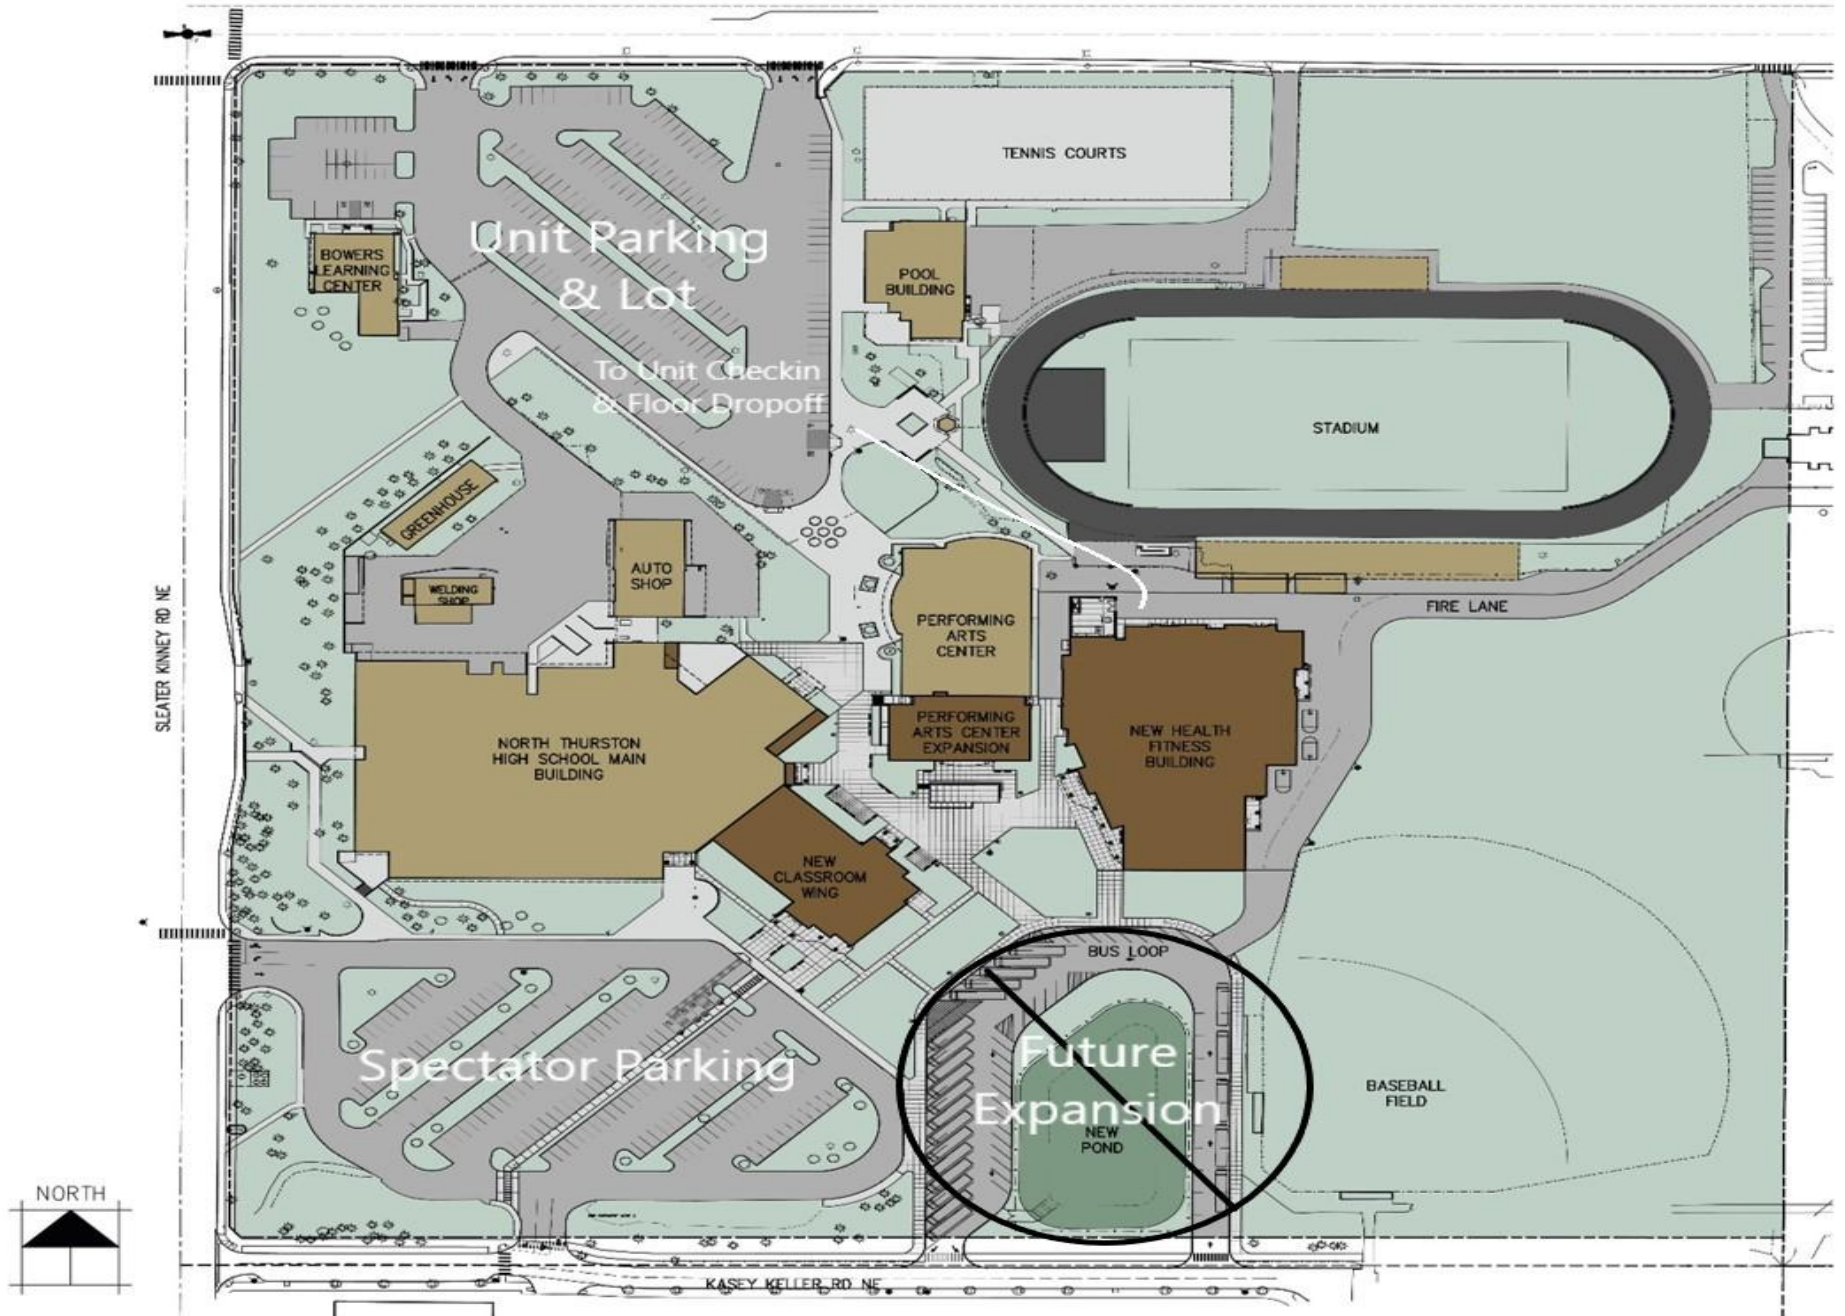 TENNIS COURTS
Unit Parking
& Lot
BOWERS
LEARNING
CENTER
POOL
BUILDING
To Unit Checkin
& Floor Dropoff
STADIUM
GREENHOUSE
AUTO
SHOP
WELDING
SHOP
FIRE LANE
PERFORMING
ARTS
CENTER
SLEATER KINNEY RD NE
PERFORMING
ARTS CENTER
EXPANSION
NEW HEALTH
FITNESS
BUILDING
NORTH THURSTON
HIGH SCHOOL MAIN
BUILDING
NEW
CLASSROOM
WING
BUS LOOP
Spectator Parking
Future
Expansion
NEW
POND
BASEBALL
FIELD
NORTH
KASEY KELLER RD NE